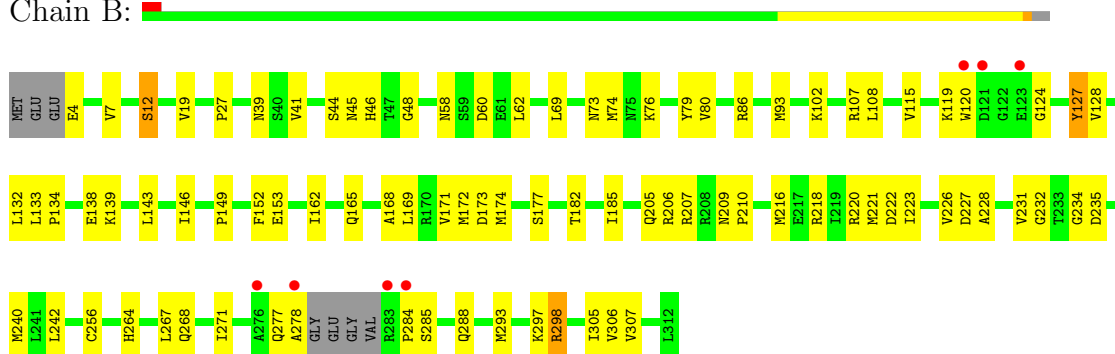 Chain B:
MET GLU GLU E4 V7 S12 V19 P27 N39 S40 V41 S44 N45 H46 T47 G48 N58 S59 D60 E61 L62 L69 N73 M74 N75 K76 Y79 V80 R86 M93 K102 R107 L108 V115 K119 W120 D121 G122 E123 G124 Y127 V128
L132 L133 P134 E138 K139 L143 I146 P149 F152 E153 I162 Q165 A168 L169 R170 V171 M172 D173 M174 S177 T182 I185 Q205 R206 R207 R208 N209 P210 M216 E217 R218 I219 R220 M221 D222 I223 V226 D227 A228 V231 G232 T233 G234 D235
M240 L241 L242 C256 H264 L267 Q268 I271 A276 Q277 A278 GLY GLU GLY VAL R283 P284 S285 Q288 M293 K297 R298 I305 V306 V307 L312